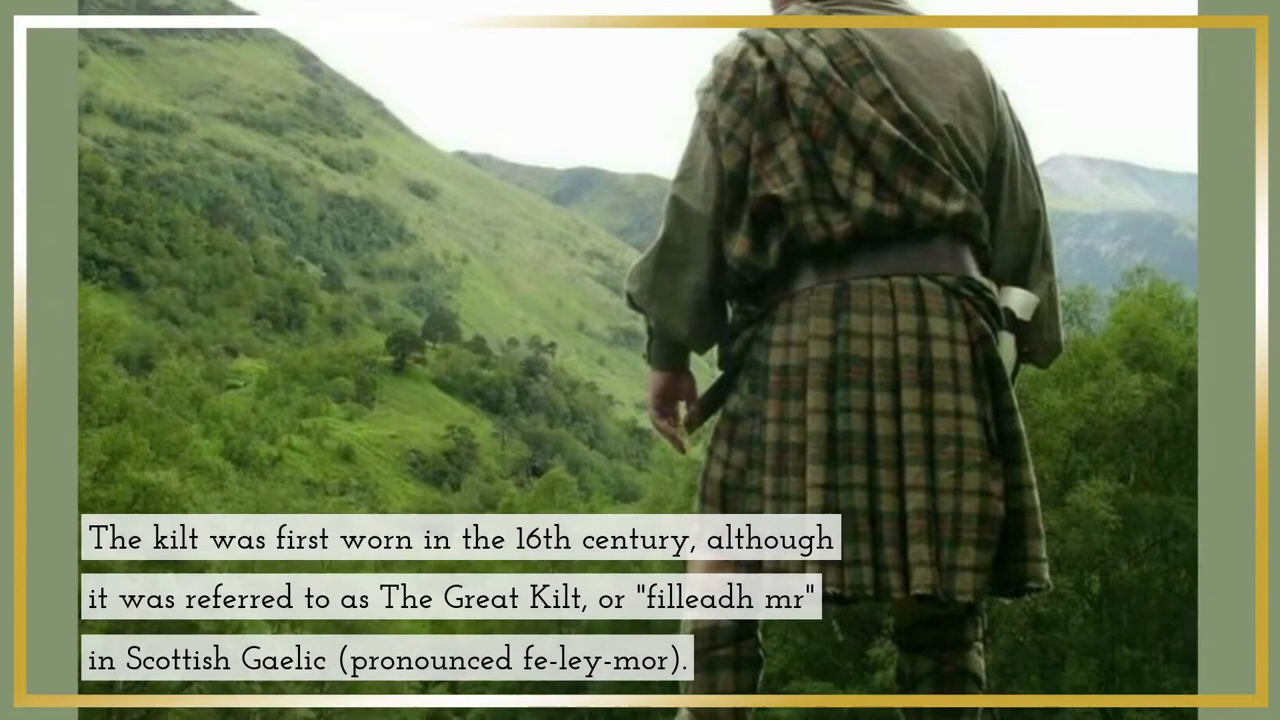 The kilt was first worn in the 16th century, although
it was referred to as The Great Kilt, or "filleadh mr"
in Scottish Gaelic (pronounced fe-ley-mor).